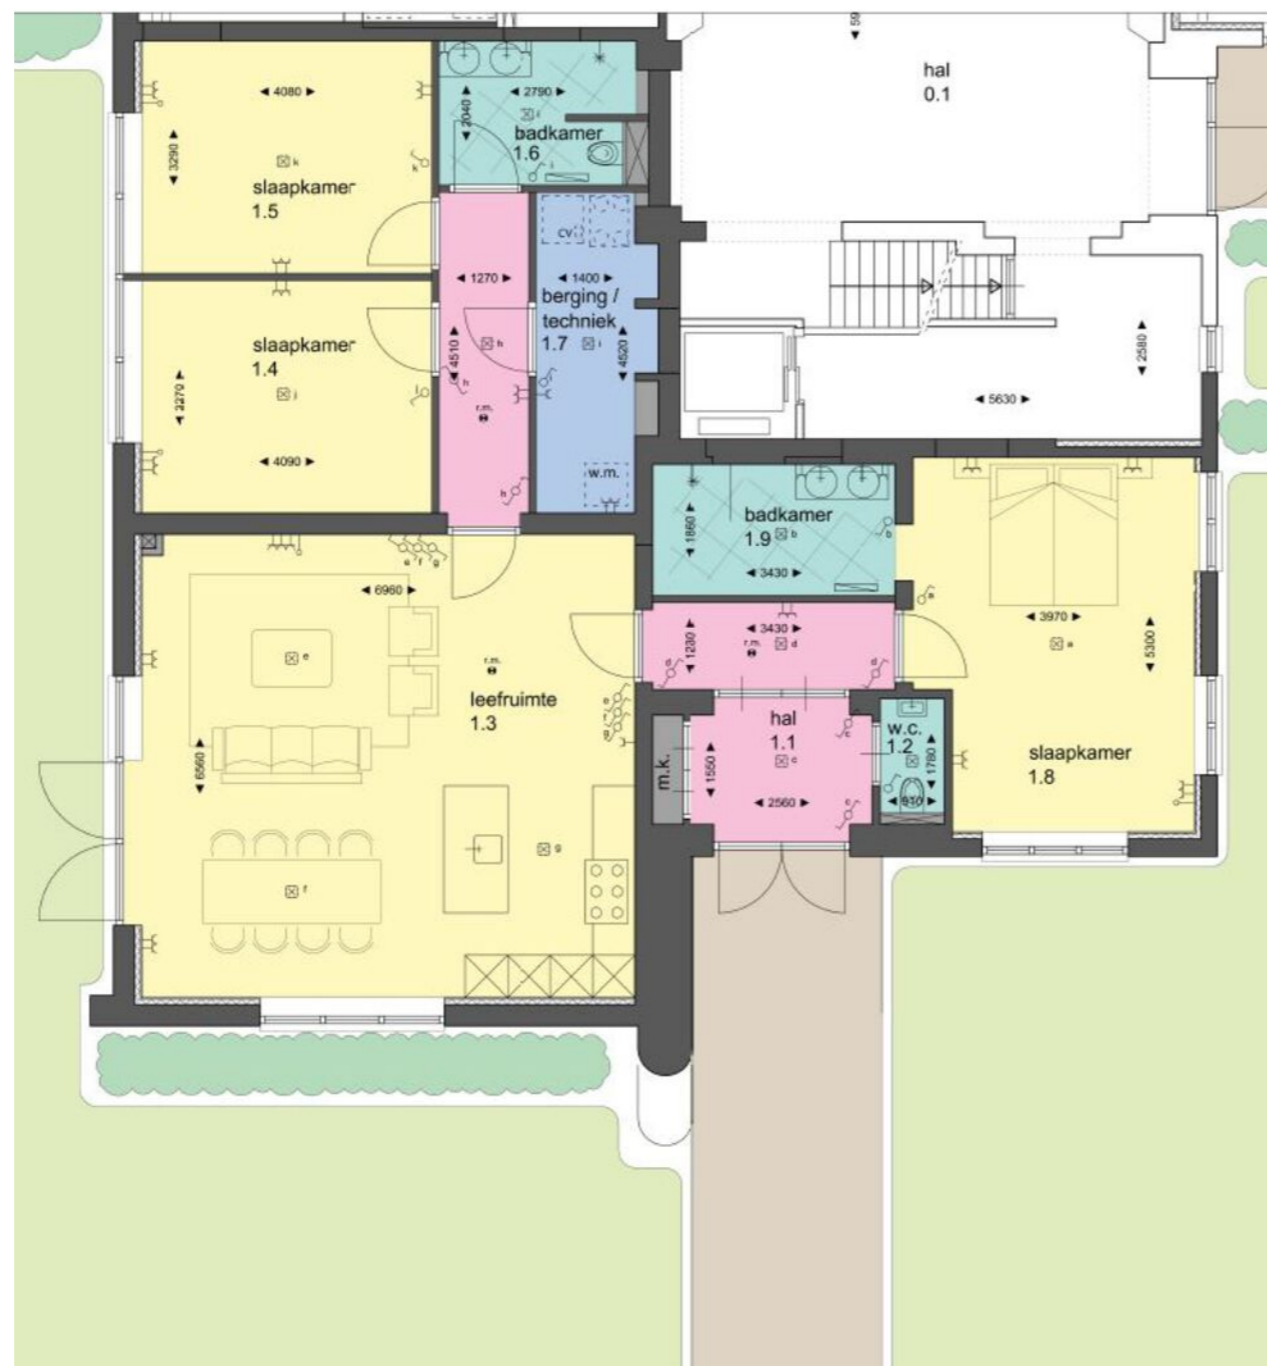 59
hal
0.1
4080
2790
2040
i
badkamer
1.6
i
3290
k
k
slaapkamer
1.5
cv
1270
1400
berging /
techniek
1.7
i
4510
h
h
4520
slaapkamer
1.4
j
j
r.m.
4090
h
w.m.
2580
5630
badkamer
1.9
b
b
1860
3430
e f g
6960
a
3970
a
5300
3430
1230
r.m.
d
d
d
e
r.m.
leefruimte
1.3
e
g
hal
1.1
c
c
c
w.c.
1.2
1780
910
m.k.
1550
2560
slaapkamer
1.8
6560
g
f